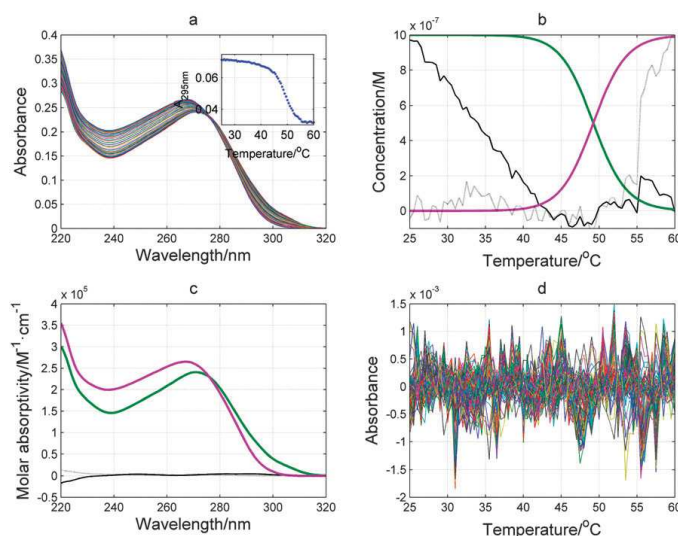 a
Absorbance
0.4
0.35
0.3
0.25
0.2
0.15
0.1
0.05
0
220 240 260 280 300 320
Wavelength/nm
A295nm
0.06
0.04
30 40 50 60
Temperature/°C
b
x 10^-7
Concentration/M
10
8
6
4
2
0
25 30 35 40 45 50 55 60
Temperature/°C
c
x 10^5
Molar absorptivity/M^-1·cm^-1
4
3.5
3
2.5
2
1.5
1
0.5
0
-0.5
220 240 260 280 300 320
Wavelength/nm
d
x 10^-3
Absorbance
1.5
1
0.5
0
-0.5
-1
-1.5
-2
25 30 35 40 45 50 55 60
Temperature/°C